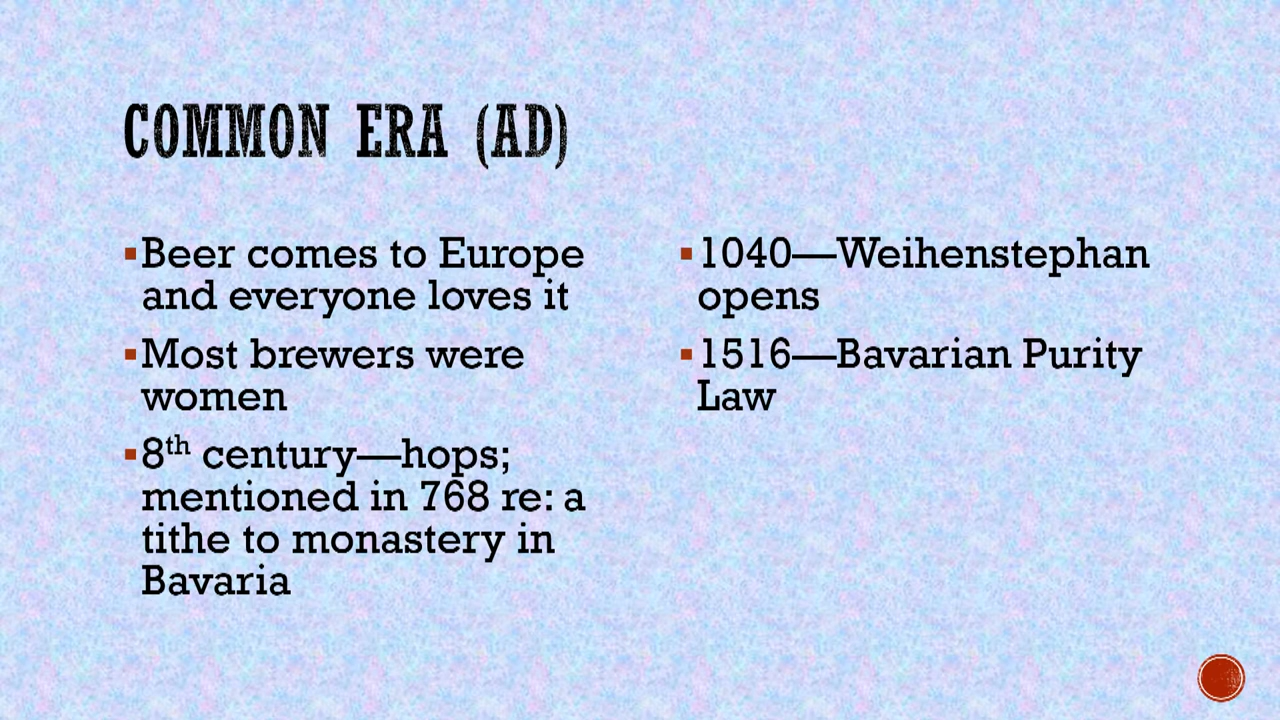 COMMON ERA (AD)
▪Beer comes to Europe
and everyone loves it
▪Most brewers were
women
▪8th century—hops;
mentioned in 768 re: a
tithe to monastery in
Bavaria
▪1040—Weihenstephan
opens
▪1516—Bavarian Purity
Law